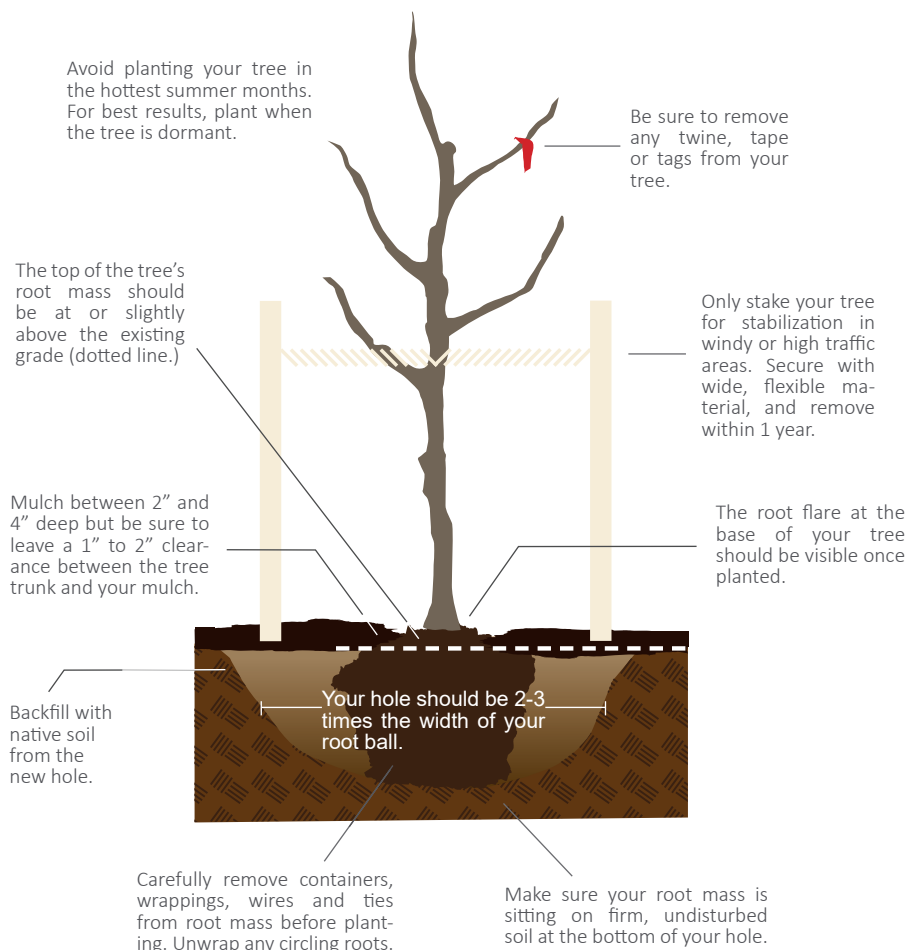 Avoid planting your tree in
the hottest summer months.
For best results, plant when
the tree is dormant.
Be sure to remove
any twine, tape
or tags from your
tree.
The top of the tree’s
root mass should
be at or slightly
above the existing
grade (dotted line.)
Only stake your tree
for stabilization in
windy or high traffic
areas. Secure with
wide, flexible ma-
terial, and remove
within 1 year.
Mulch between 2” and
4” deep but be sure to
leave a 1” to 2” clear-
ance between the tree
trunk and your mulch.
The root flare at the
base of your tree
should be visible once
planted.
Your hole should be 2-3
times the width of your
root ball.
Backfill with
native soil
from the
new hole.
Carefully remove containers,
wrappings, wires and ties
from root mass before plant-
ing. Unwrap any circling roots.
Make sure your root mass is
sitting on firm, undisturbed
soil at the bottom of your hole.